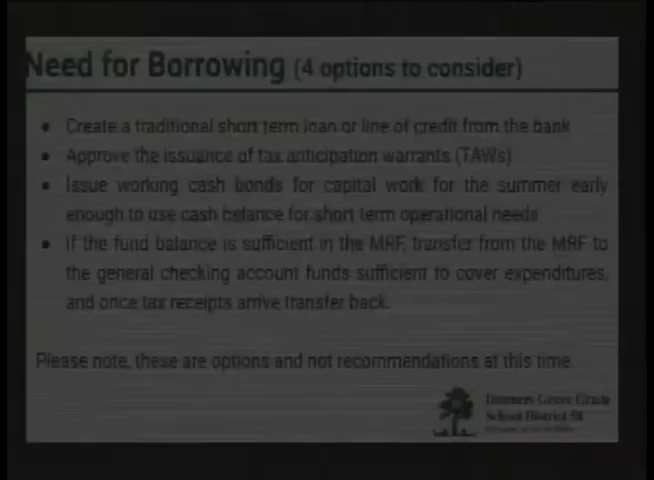 Need for Borrowing (4 options to consider)
● Create a traditional short term loan or line of credit from the bank
● Approve the issuance of tax anticipation warrants (TAWs)
● Issue working cash bonds for capital work for the summer early
enough to use cash balance for short term operational needs
● If the fund balance is sufficient in the MRF, transfer from the MRF to
the general checking account funds sufficient to cover expenditures,
and once tax receipts arrive transfer back.
Please note, these are options and not recommendations at this time.
Downers Grove Grade
School District 58